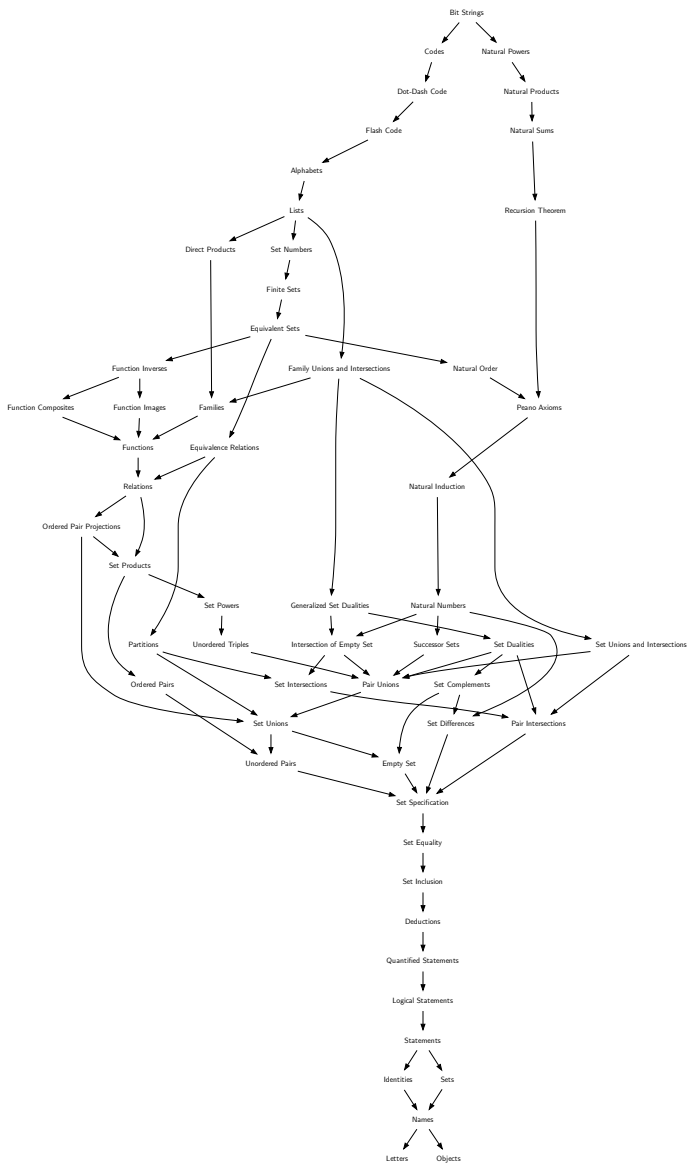 Bit Strings
Codes
Natural Powers
Dot-Dash Code
Natural Products
Flash Code
Natural Sums
Alphabets
Lists
Recursion Theorem
Direct Products
Set Numbers
Finite Sets
Equivalent Sets
Function Inverses
Family Unions and Intersections
Natural Order
Function Composites
Function Images
Families
Peano Axioms
Functions
Equivalence Relations
Relations
Natural Induction
Ordered Pair Projections
Set Products
Set Powers
Generalized Set Dualities
Natural Numbers
Partitions
Unordered Triples
Intersection of Empty Set
Successor Sets
Set Dualities
Set Unions and Intersections
Ordered Pairs
Set Intersections
Pair Unions
Set Complements
Set Unions
Set Differences
Pair Intersections
Unordered Pairs
Empty Set
Set Specification
Set Equality
Set Inclusion
Deductions
Quantified Statements
Logical Statements
Statements
Identities
Sets
Names
Letters
Objects